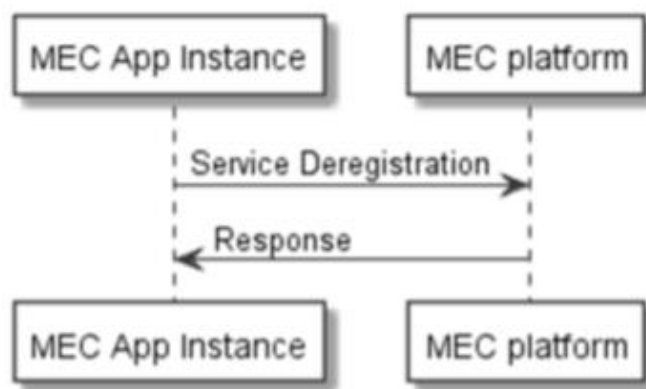 MEC App Instance
MEC platform
Service Deregistration
Response
MEC App Instance
MEC platform